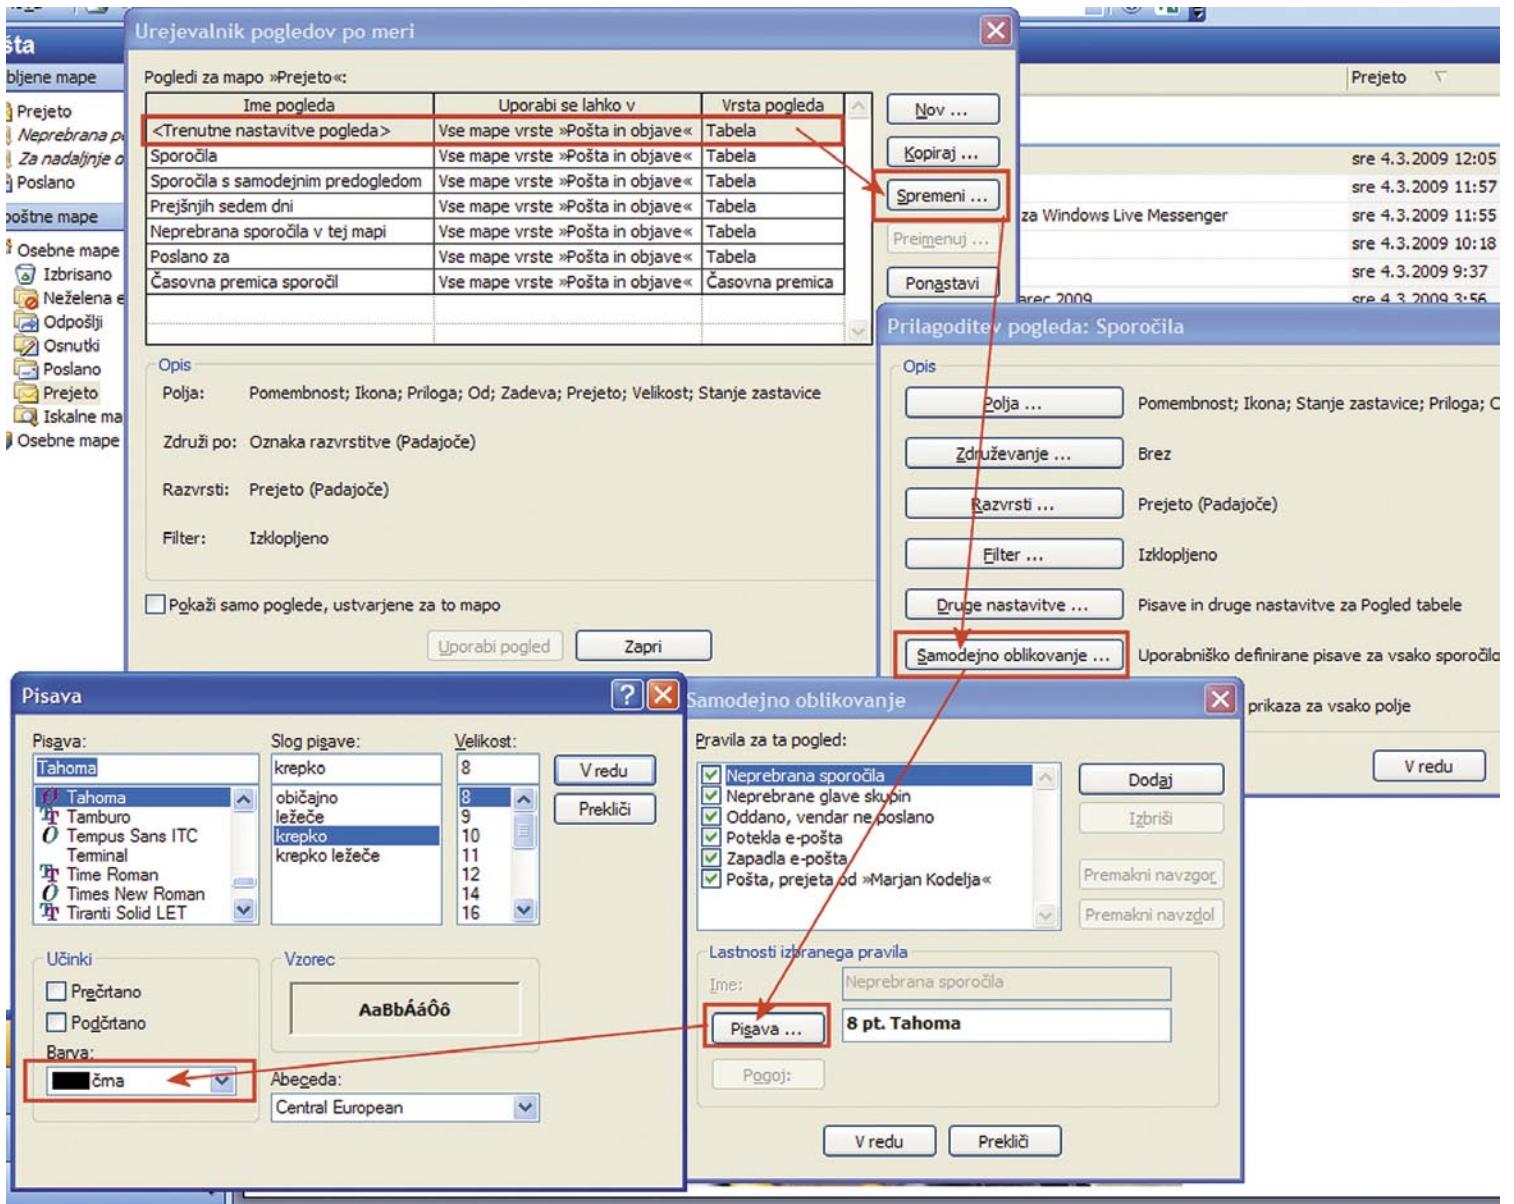 šta
Urejevalnik pogledov po meri
bljene mape
Prejeto
Neprebrana
Za nadaljnje o
Poslano
poštne mape
Osebne mape
Izbrisano
Neželena e
Odpošlji
Osnutki
Poslano
Prejeto
Iskalne ma
Osebne mape
Pogledi za mapo »Prejeto«:
Ime pogleda Uporabi se lahko v Vrsta pogleda
<Trenutne nastavitve pogleda> Vse mape vrste »Pošta in objave« Tabela
Sporočila Vse mape vrste »Pošta in objave« Tabela
Sporočila s samodejnim predogledom Vse mape vrste »Pošta in objave« Tabela
Prejšnjih sedem dni Vse mape vrste »Pošta in objave« Tabela
Neprebrana sporočila v tej mapi Vse mape vrste »Pošta in objave« Tabela
Poslano za Vse mape vrste »Pošta in objave« Tabela
Časovna premica sporočil Vse mape vrste »Pošta in objave« Časovna premica
Nov ...
Kopiraj ...
Spremeni ...
Preimenuj ...
Ponastavi
Opis
Polja: Pomembnost; Ikona; Priloga; Od; Zadeva; Prejeto; Velikost; Stanje zastavice
Združi po: Oznaka razvrstitve (Padajoče)
Razvrsti: Prejeto (Padajoče)
Filter: Izklopljeno
Pokaži samo poglede, ustvarjene za to mapo
Uporabi pogled Zapri
Prejeto
sre 4.3.2009 12:05
sre 4.3.2009 11:57
za Windows Live Messenger sre 4.3.2009 11:55
sre 4.3.2009 10:18
sre 4.3.2009 9:37
arec 2009 sre 4.3.2009 3:56
Prilagoditev pogleda: Sporočila
Opis
Polja ... Pomembnost; Ikona; Stanje zastavice; Priloga; O
Združevanje ... Brez
Razvrsti ... Prejeto (Padajoče)
Filter ... Izklopljeno
Druge nastavitve ... Pisave in druge nastavitve za Pogled tabele
Samodejno oblikovanje ... Uporabniško definirane pisave za vsako sporočilo
prikaza za vsako polje
V redu
Pisava
Pisava: Slog pisave: Velikost:
Tahoma krepko 8
Tahoma običajno 8
Tamburo ležeče 9
Tempus Sans ITC krepko 10
Teminal krepko ležeče 11
Time Roman 12
Times New Roman 14
Tiranti Solid LET 16
V redu
Prekliči
Učinki
Prečrtano
Podčrtano
Barva:
črna
Vzorec
AaBbÁáÔô
Abeceda:
Central European
Samodejno oblikovanje
Pravila za ta pogled:
Neprebrana sporočila
Neprebrane glave skupin
Oddano, vendar ne poslano
Potekla e-pošta
Zapadla e-pošta
Pošta, prejeta od »Marjan Kodelja«
Dodaj
Izbriši
Premakni navzgor
Premakni navzdol
Lastnosti izbranega pravila
Ime: Neprebrana sporočila
Pisava ... 8 pt. Tahoma
Pogoj:
V redu Prekliči